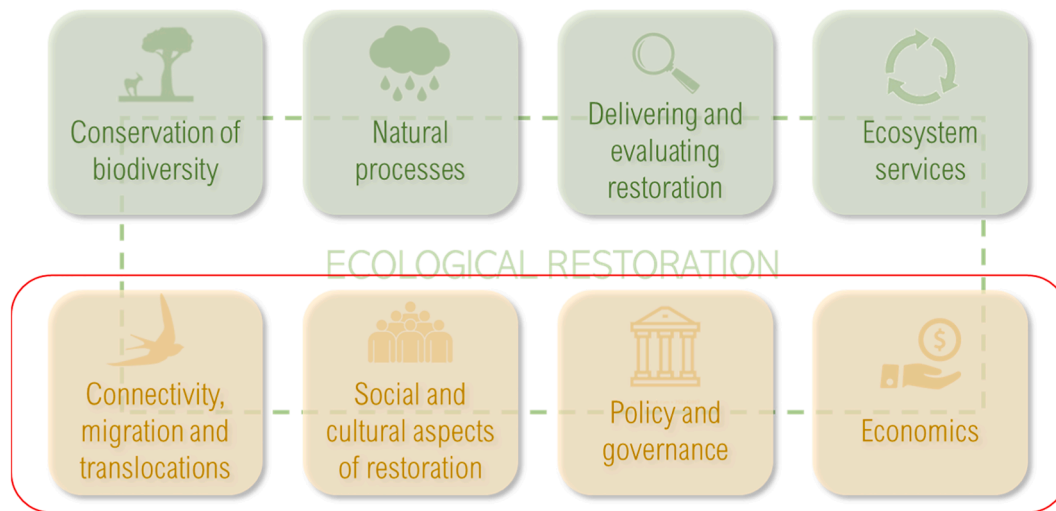 Conservation of
biodiversity
Natural
processes
Delivering and
evaluating
restoration
Ecosystem
services
ECOLOGICAL RESTORATION
Connectivity,
migration and
translocations
Social and
cultural aspects
of restoration
Policy and
governance
$
Economics